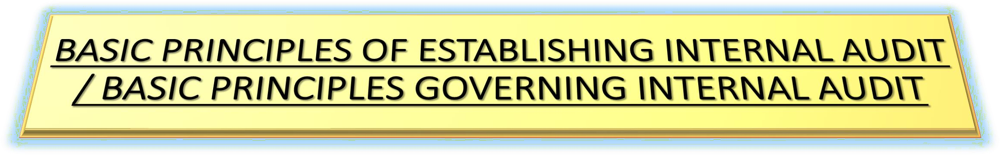 BASIC PRINCIPLES OF ESTABLISHING INTERNAL AUDIT
/ BASIC PRINCIPLES GOVERNING INTERNAL AUDIT